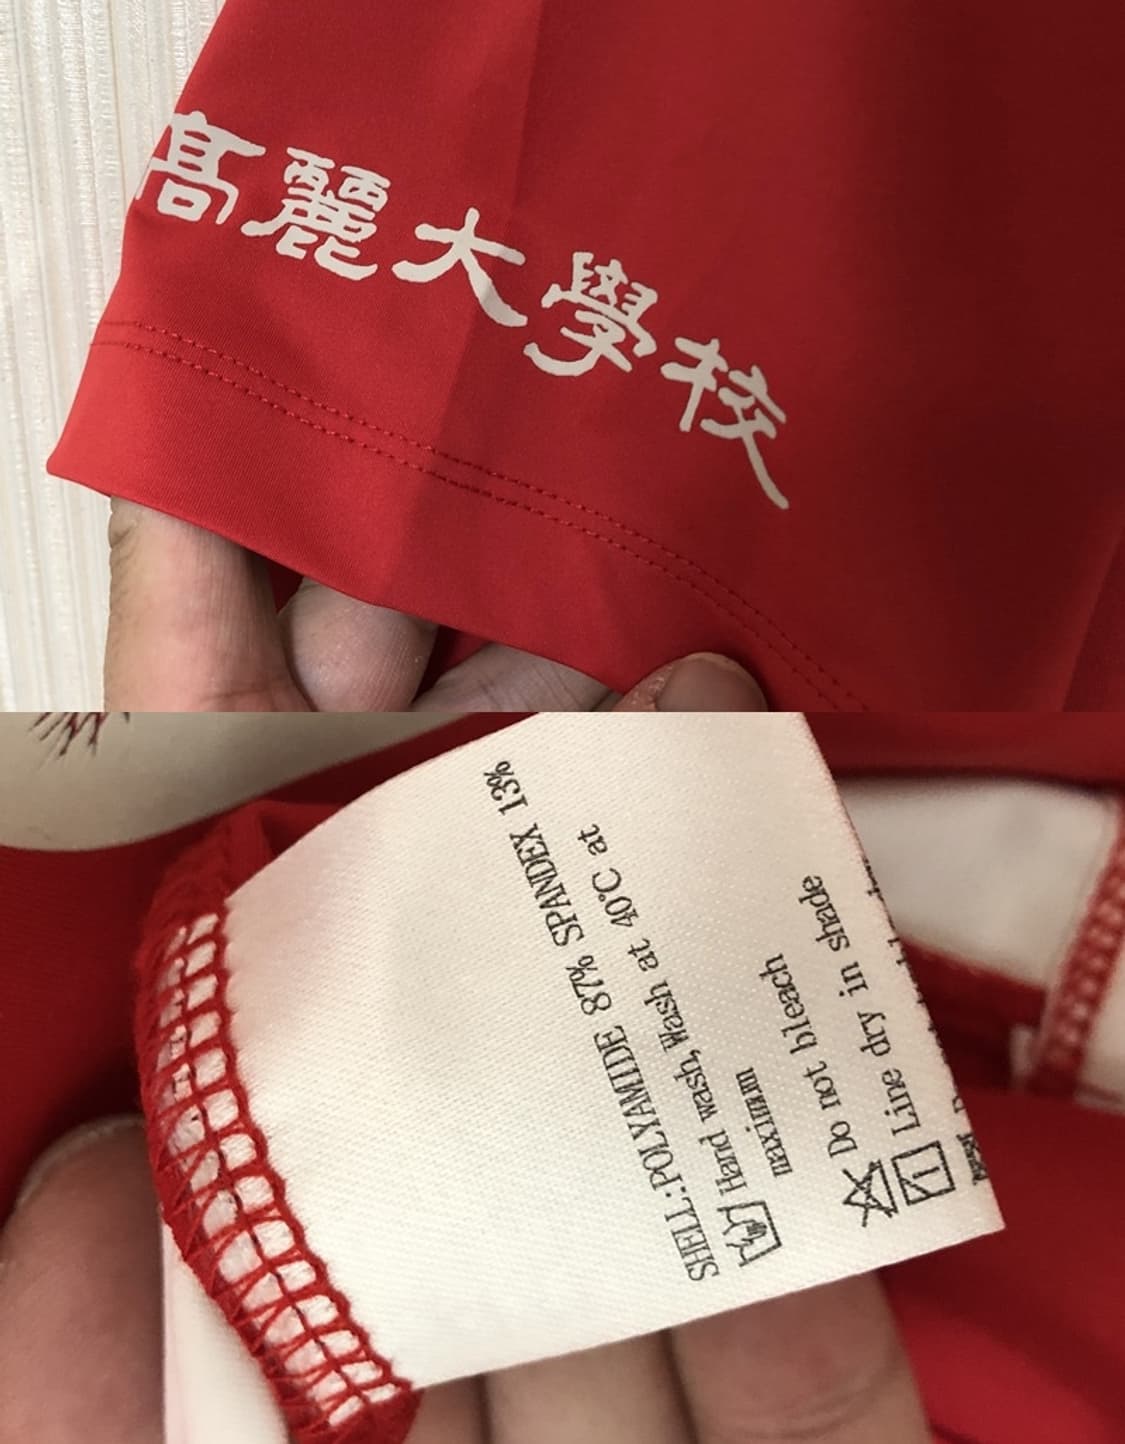 高麗大學校
SHELL:POLYAMIDE 87% SPANDEX 13%
Hand wash, Wash at 40℃ at
maximum
Do not bleach
Line dry in shade